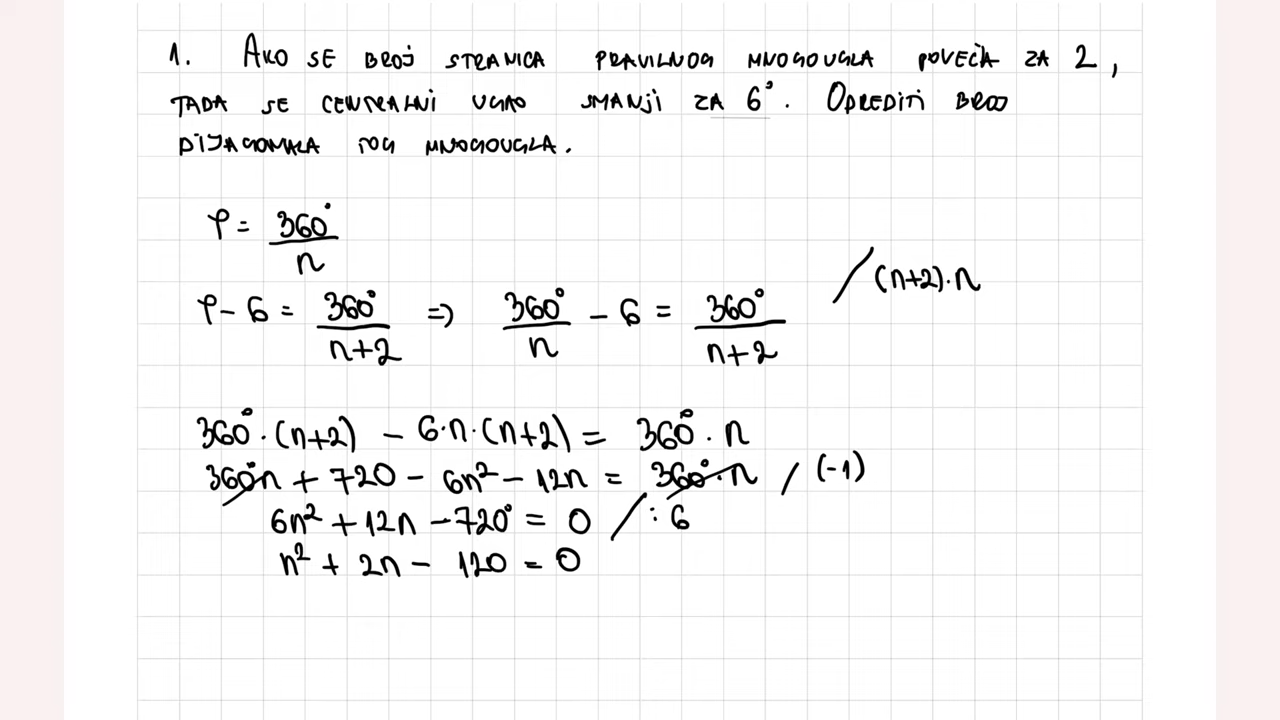 1. AKO SE BROJ STRANICA PRAVILNOG MNOGOUGLA POVEĆA ZA 2,
TADA SE CENTRALNI UGAO SMANJI ZA 6°. ODREDITI BROJ
DIJAGONALA TOG MNOGOUGLA.
φ = 360°/n
φ - 6 = 360°/(n+2) ⇒ 360°/n - 6 = 360°/(n+2) / (n+2)·n
360°·(n+2) - 6·n·(n+2) = 360°·n
360°n + 720 - 6n² - 12n = 360°·n / (-1)
6n² + 12n - 720° = 0 / :6
n² + 2n - 120 = 0